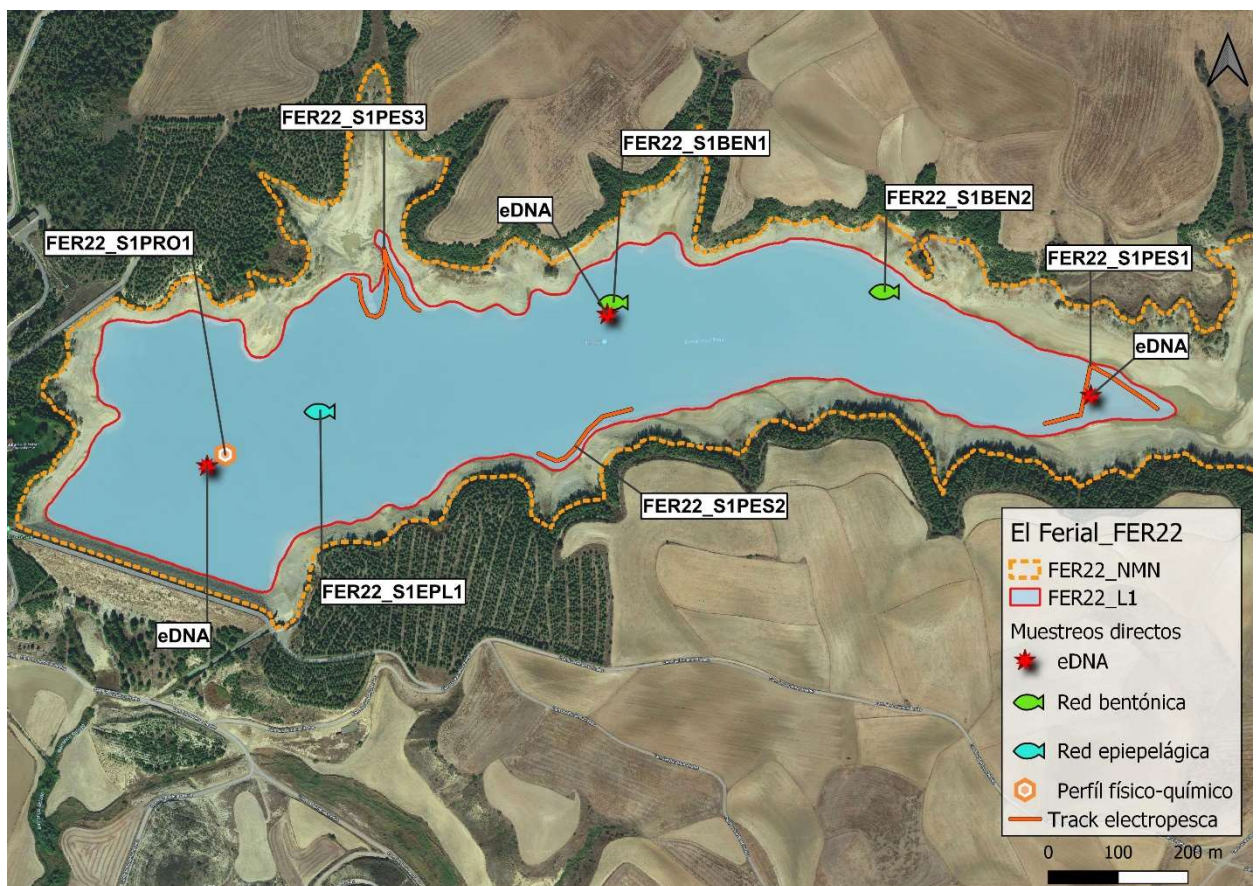 FER22_S1PES3
FER22_S1BEN1
eDNA
FER22_S1BEN2
FER22_S1PRO1
FER22_S1PES1
eDNA
FER22_S1PES2
FER22_S1EPL1
eDNA
El Ferial_FER22
FER22_NMN
FER22_L1
Muestreos directos
eDNA
Red bentónica
Red epiepelágica
Perfíl físico-químico
Track electropesca
0 100 200 m